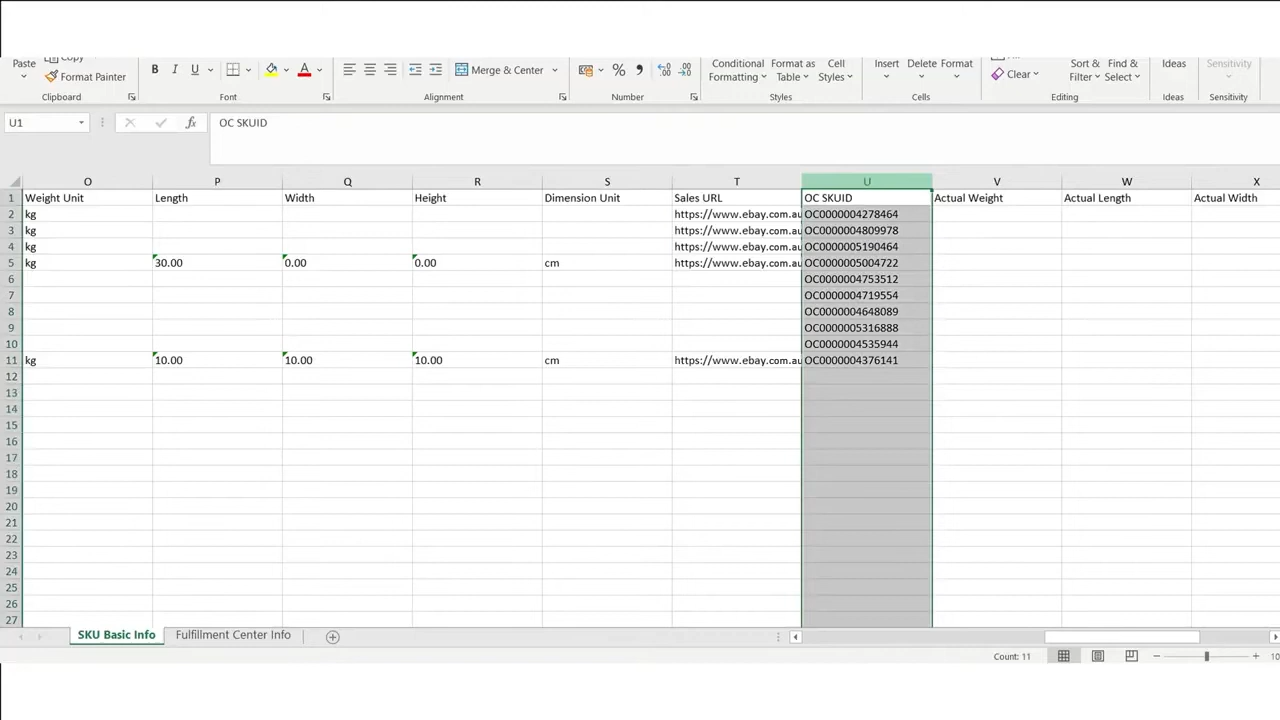 Paste
Copy
Format Painter
B I U A
Merge & Center
%
Conditional Formatting
Format as Table
Cell Styles
Insert Delete Format
Clear
Sort & Filter
Find & Select
Ideas
Sensitivity
Clipboard Font Alignment Number Styles Cells Editing Ideas Sensitivity
U1 fx OC SKUID
O P Q R S T U V W X
1 Weight Unit Length Width Height Dimension Unit Sales URL OC SKUID Actual Weight Actual Length Actual Width
2 kg https://www.ebay.com.au OC0000004278464
3 kg https://www.ebay.com.au OC0000004809978
4 kg https://www.ebay.com.au OC0000005190464
5 kg 30.00 0.00 0.00 cm https://www.ebay.com.au OC0000005004722
6 OC0000004753512
7 OC0000004719554
8 OC0000004648089
9 OC0000005316888
10 OC0000004535944
11 kg 10.00 10.00 10.00 cm https://www.ebay.com.au OC0000004376141
12
13
14
15
16
17
18
19
20
21
22
23
24
25
26
27
SKU Basic Info Fulfillment Center Info
Count: 11 10